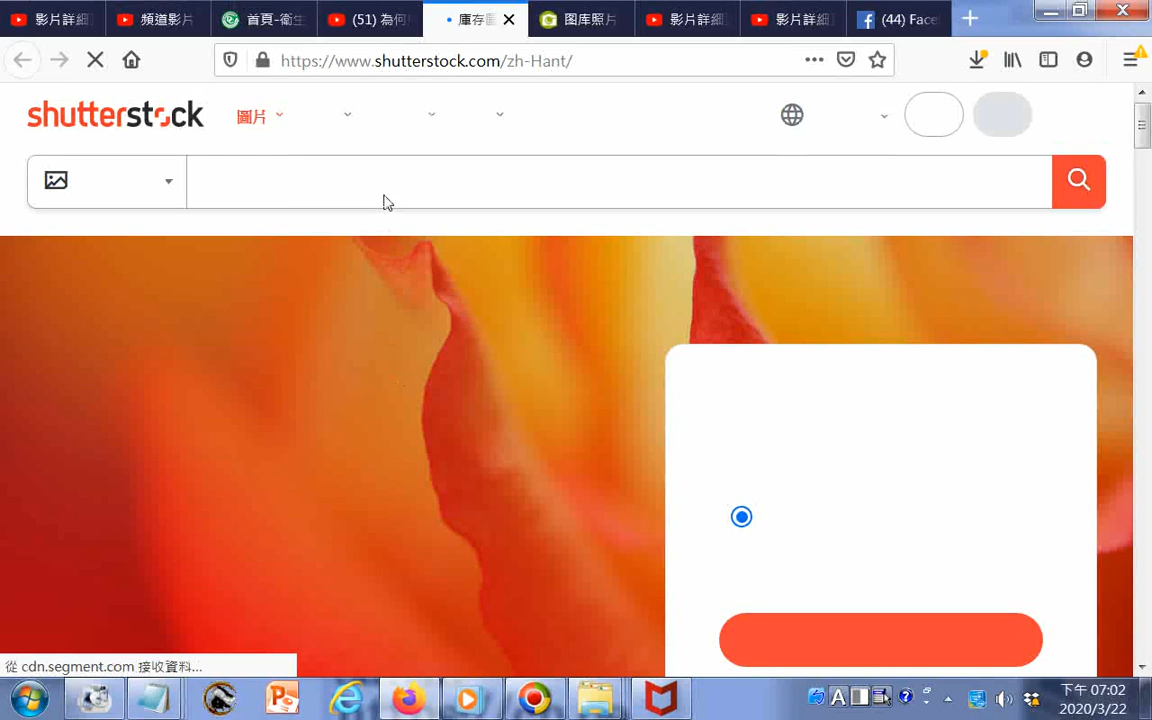 影片詳細
頻道影片
首頁-衛生
(51) 為何
庫存圖
图库照片
影片詳細
影片詳細
(44) Face
https://www.shutterstock.com/zh-Hant/
shutterstock
圖片
從 cdn.segment.com 接收資料...
A
下午 07:02
2020/3/22